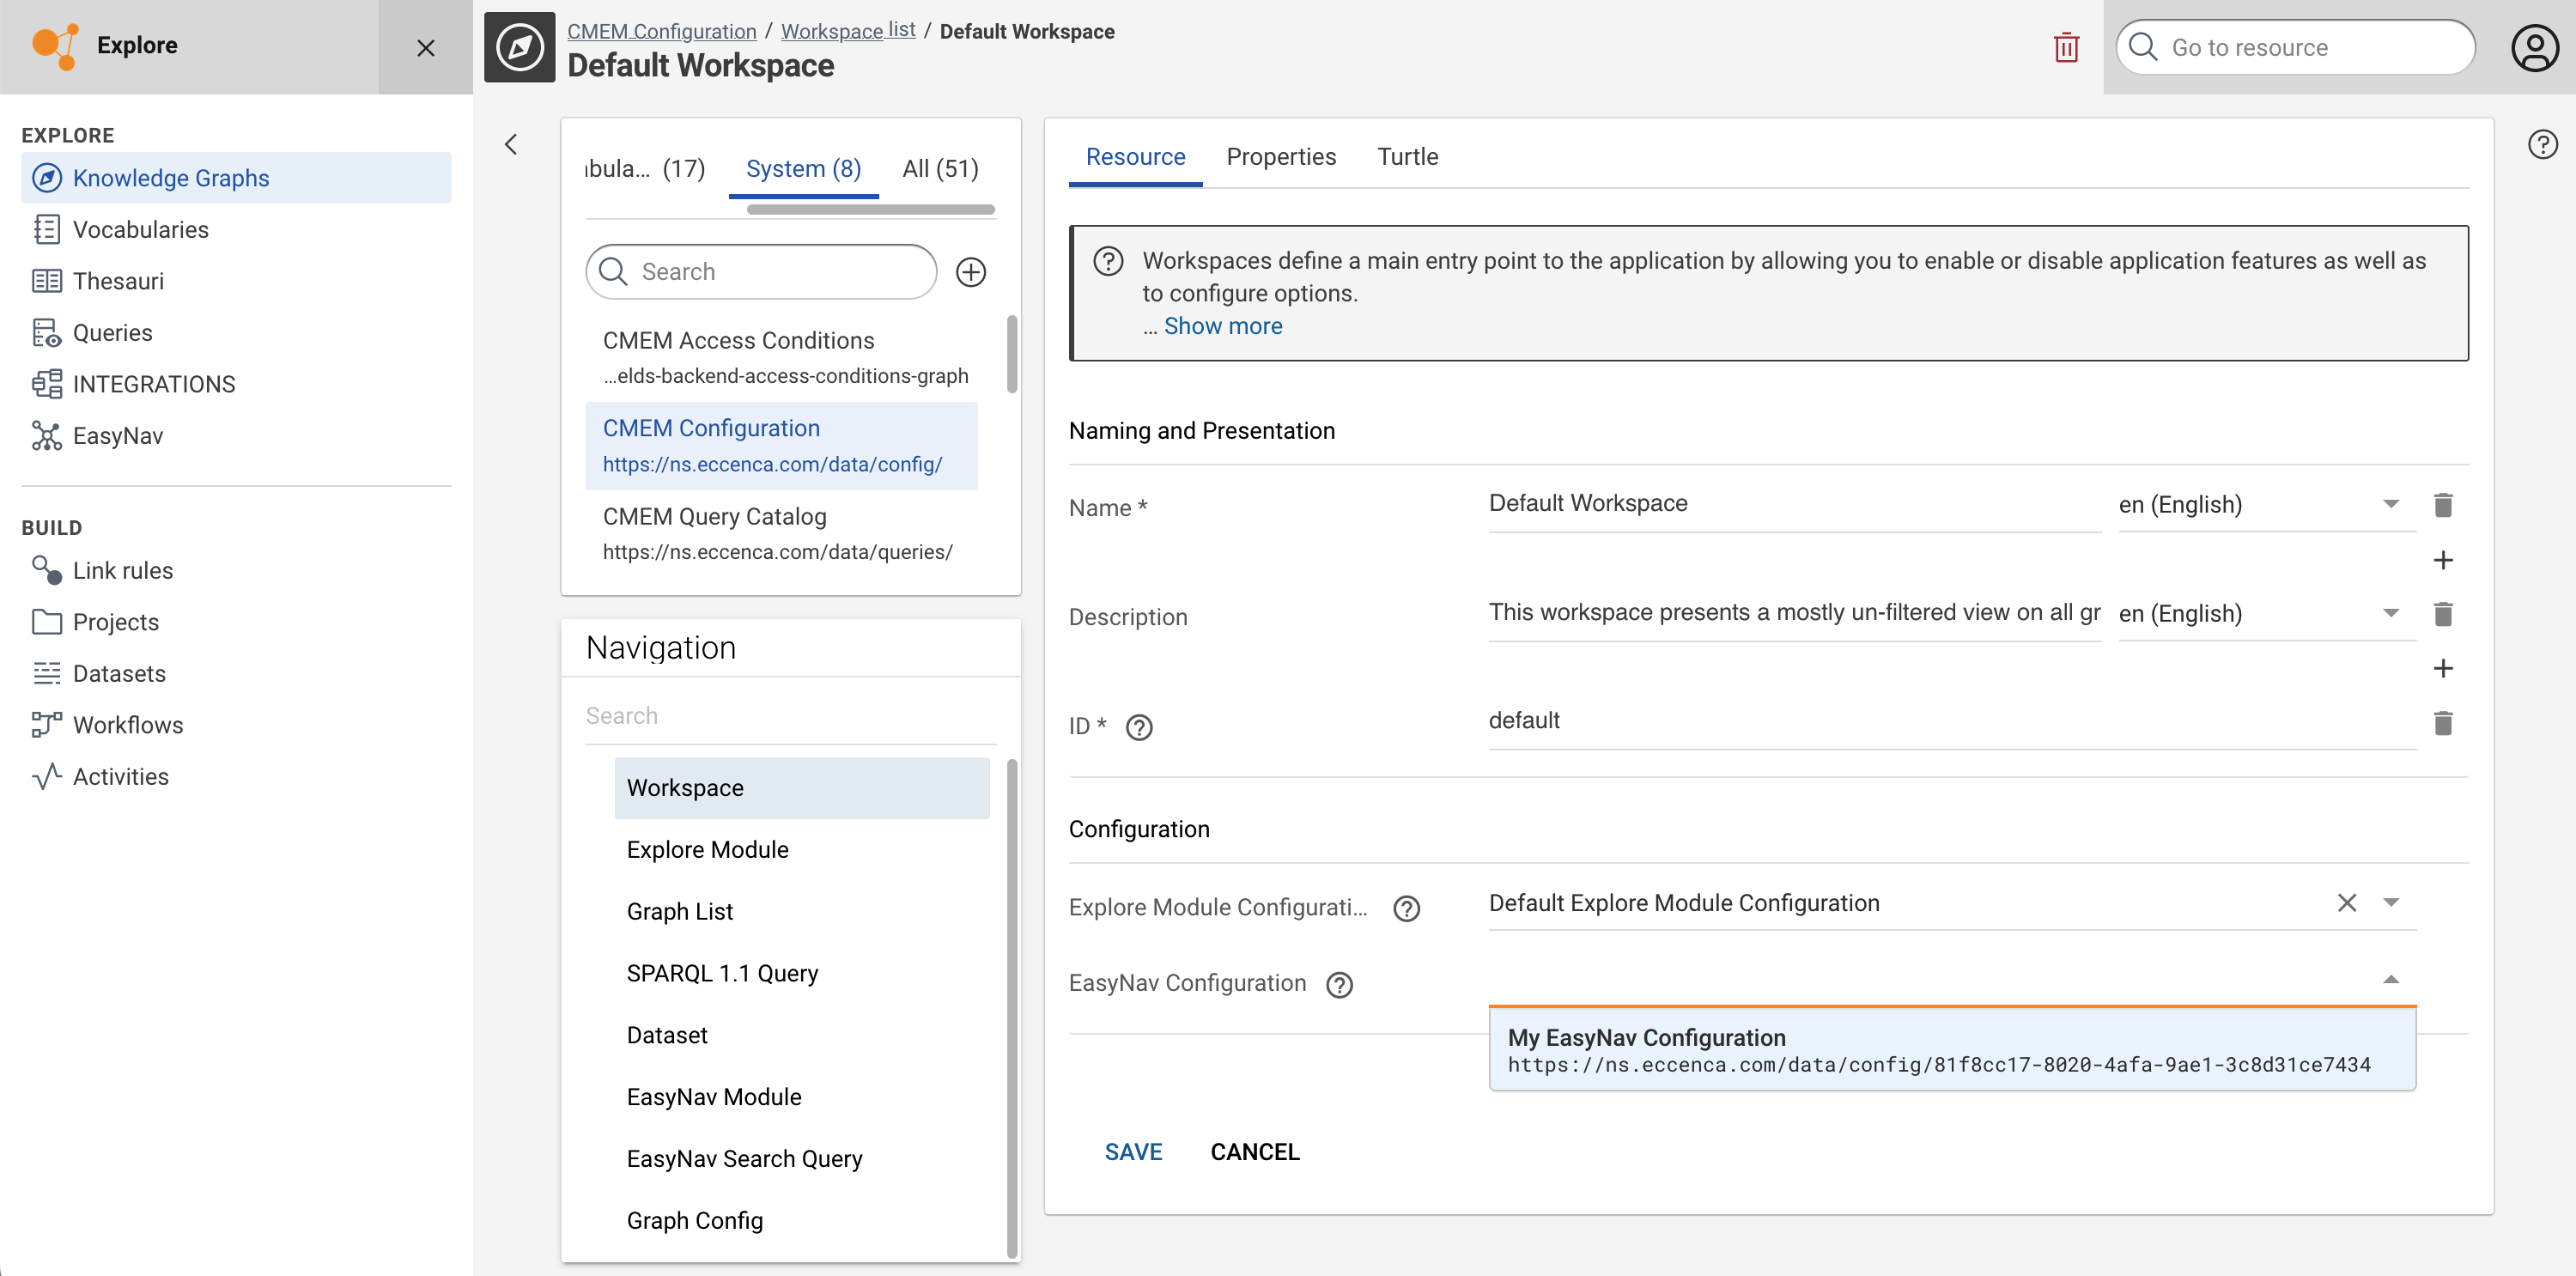 Explore
CMEM Configuration / Workspace list / Default Workspace
Default Workspace
Go to resource
EXPLORE
Knowledge Graphs
Vocabularies
Thesauri
Queries
INTEGRATIONS
EasyNav
BUILD
Link rules
Projects
Datasets
Workflows
Activities
bula... (17) System (8) All (51)
Search
CMEM Access Conditions
...elds-backend-access-conditions-graph
CMEM Configuration
https://ns.eccenca.com/data/config/
CMEM Query Catalog
https://ns.eccenca.com/data/queries/
Navigation
Search
Workspace
Explore Module
Graph List
SPARQL 1.1 Query
Dataset
EasyNav Module
EasyNav Search Query
Graph Config
Resource Properties Turtle
Workspaces define a main entry point to the application by allowing you to enable or disable application features as well as
to configure options.
... Show more
Naming and Presentation
Name * Default Workspace en (English)
Description This workspace presents a mostly un-filtered view on all gr en (English)
ID * default
Configuration
Explore Module Configurati... Default Explore Module Configuration
EasyNav Configuration
My EasyNav Configuration
https://ns.eccenca.com/data/config/81f8cc17-8020-4afa-9ae1-3c8d31ce7434
SAVE CANCEL